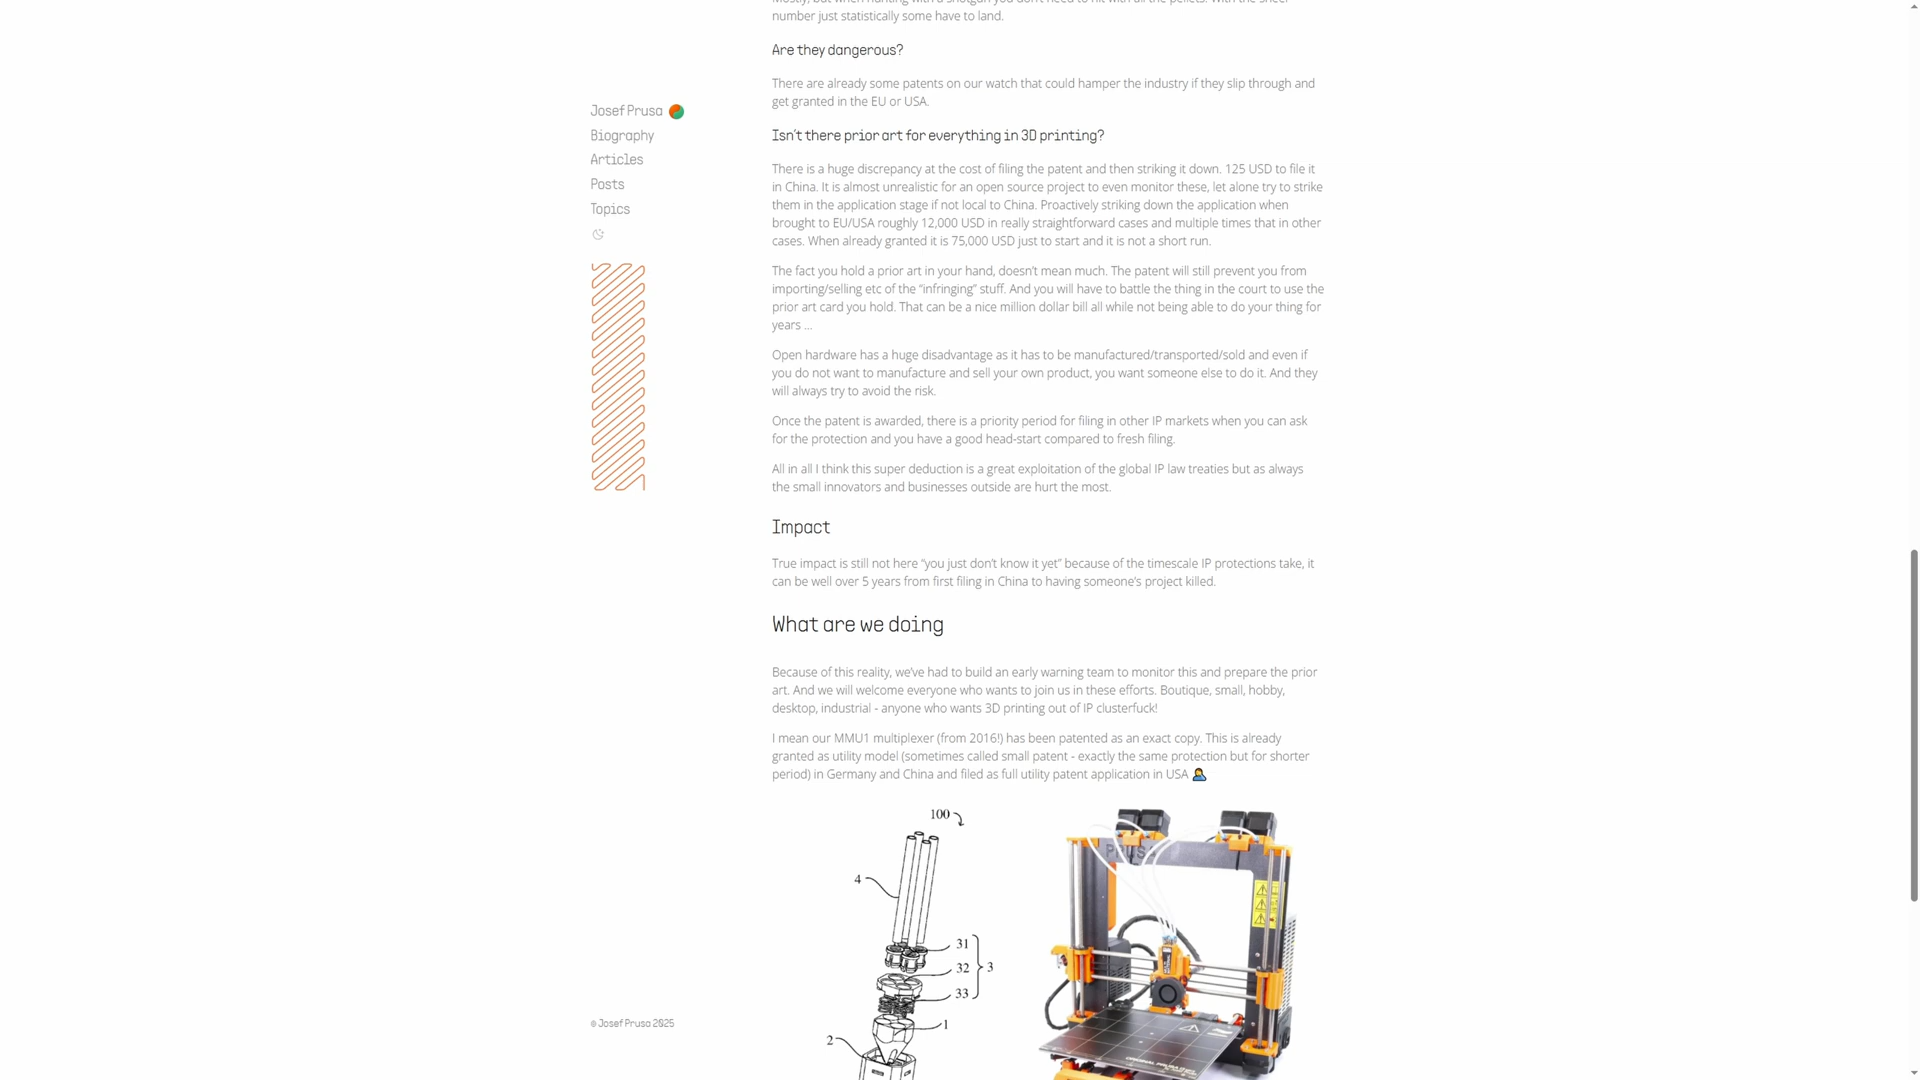 Mostly, but when hunting with a shotgun you don't need to hit with all the pellets. With the sheer
number just statistically some have to land.
Are they dangerous?
There are already some patents on our watch that could hamper the industry if they slip through and
get granted in the EU or USA.
Josef Prusa
Biography
Articles
Posts
Topics
Isn't there prior art for everything in 3D printing?
There is a huge discrepancy at the cost of filing the patent and then striking it down. 125 USD to file it
in China. It is almost unrealistic for an open source project to even monitor these, let alone try to strike
them in the application stage if not local to China. Proactively striking down the application when
brought to EU/USA roughly 12,000 USD in really straightforward cases and multiple times that in other
cases. When already granted it is 75,000 USD just to start and it is not a short run.
The fact you hold a prior art in your hand, doesn't mean much. The patent will still prevent you from
importing/selling etc of the “infringing” stuff. And you will have to battle the thing in the court to use the
prior art card you hold. That can be a nice million dollar bill all while not being able to do your thing for
years ...
Open hardware has a huge disadvantage as it has to be manufactured/transported/sold and even if
you do not want to manufacture and sell your own product, you want someone else to do it. And they
will always try to avoid the risk.
Once the patent is awarded, there is a priority period for filing in other IP markets when you can ask
for the protection and you have a good head-start compared to fresh filing.
All in all I think this super deduction is a great exploitation of the global IP law treaties but as always
the small innovators and businesses outside are hurt the most.
Impact
True impact is still not here “you just don't know it yet” because of the timescale IP protections take, it
can be well over 5 years from first filing in China to having someone's project killed.
What are we doing
Because of this reality, we've had to build an early warning team to monitor this and prepare the prior
art. And we will welcome everyone who wants to join us in these efforts. Boutique, small, hobby,
desktop, industrial - anyone who wants 3D printing out of IP clusterfuck!
I mean our MMU1 multiplexer (from 2016!) has been patented as an exact copy. This is already
granted as utility model (sometimes called small patent - exactly the same protection but for shorter
period) in Germany and China and filed as full utility patent application in USA 🤦
100
4
31
32
3
33
1
2
PRUSA
ORIGINAL PRUSA
© Josef Prusa 2025